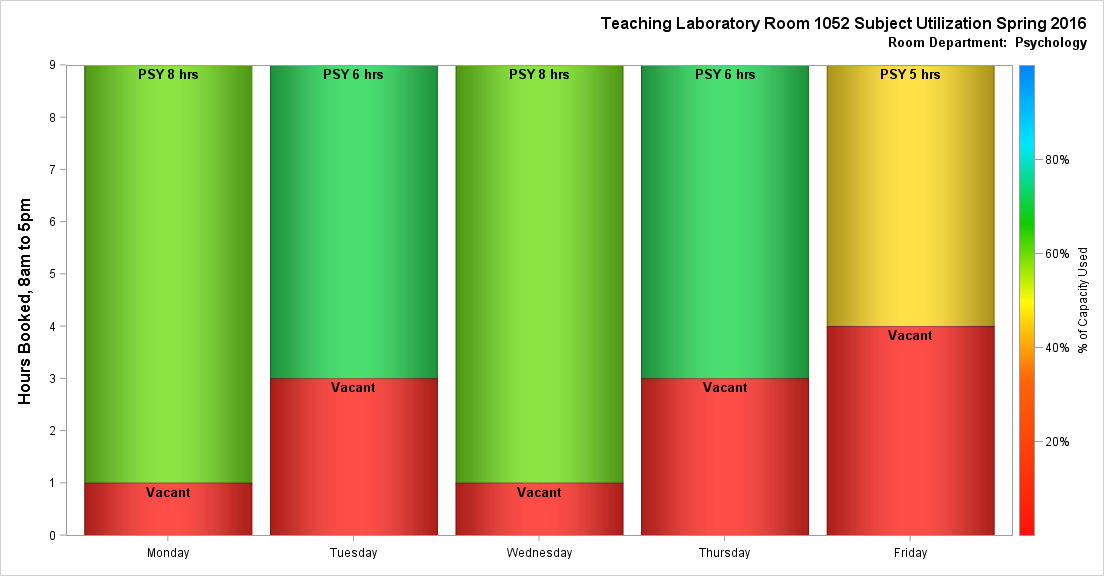 Teaching Laboratory Room 1052 Subject Utilization Spring 2016
Room Department: Psychology
Hours Booked, 8am to 5pm
9
8
7
6
5
4
3
2
1
0
PSY 8 hrs
PSY 6 hrs
PSY 8 hrs
PSY 6 hrs
PSY 5 hrs
Vacant
Vacant
Vacant
Vacant
Vacant
Monday
Tuesday
Wednesday
Thursday
Friday
80%
60%
40%
20%
% of Capacity Used